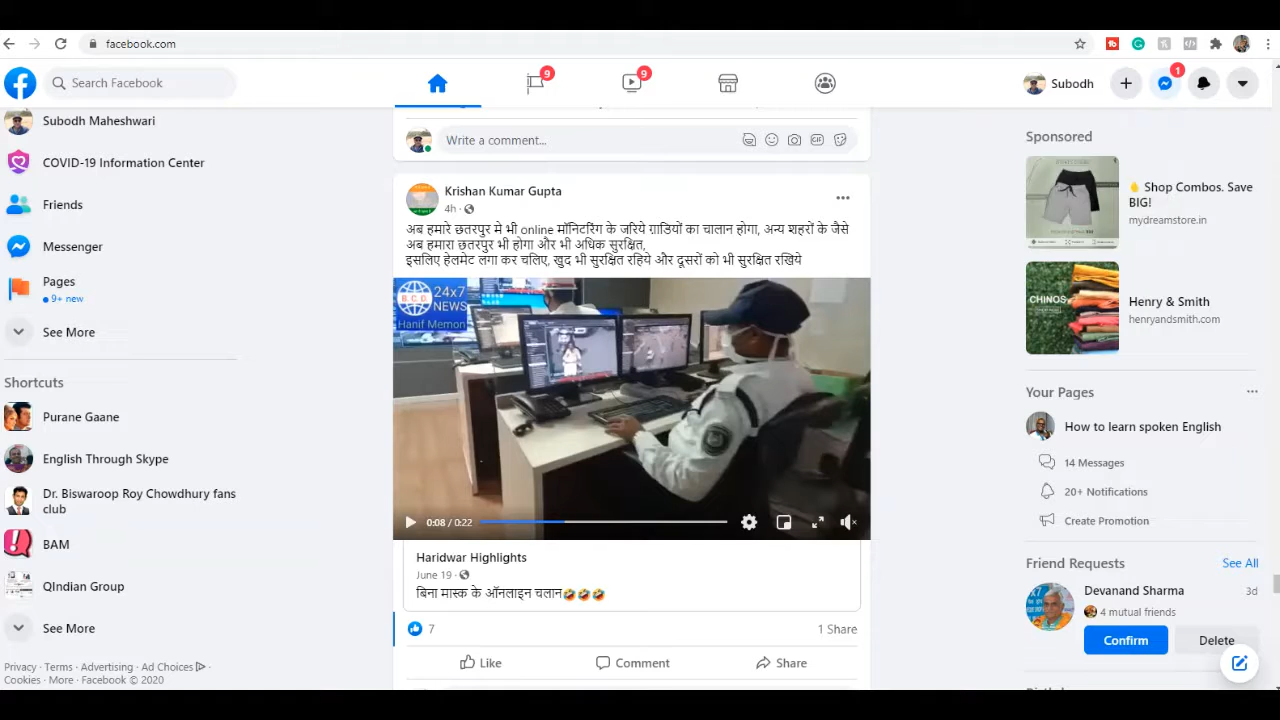 facebook.com
Search Facebook
9
9
Subodh
1
Subodh Maheshwari
COVID-19 Information Center
Friends
Messenger
Pages
9+ new
See More
Shortcuts
Purane Gaane
English Through Skype
Dr. Biswaroop Roy Chowdhury fans
club
BAM
QIndian Group
See More
Privacy · Terms · Advertising · Ad Choices
Cookies · More · Facebook © 2020
Write a comment...
GIF
Krishan Kumar Gupta
4h ·
अब हमारे छतरपुर मे भी online मॉनिटरिंग के जरिये गाडियों का चालान होगा, अन्य शहरों के जैसे
अब हमारा छतरपुर भी होगा और भी अधिक सुरक्षित,
इसलिए हेलमेट लगा कर चलिए, खुद भी सुरक्षित रहिये और दूसरों को भी सुरक्षित रखिये
BCD
24x7
NEWS
Hanif Memon
0:08 / 0:22
Haridwar Highlights
June 19 ·
बिना मास्क के ऑनलाइन चलान🤣🤣🤣
7
1 Share
Like
Comment
Share
Sponsored
🔥 Shop Combos. Save
BIG!
mydreamstore.in
CHINOS
Henry & Smith
henryandsmith.com
Your Pages
How to learn spoken English
14 Messages
20+ Notifications
Create Promotion
Friend Requests
See All
Devanand Sharma
3d
4 mutual friends
Confirm
Delete